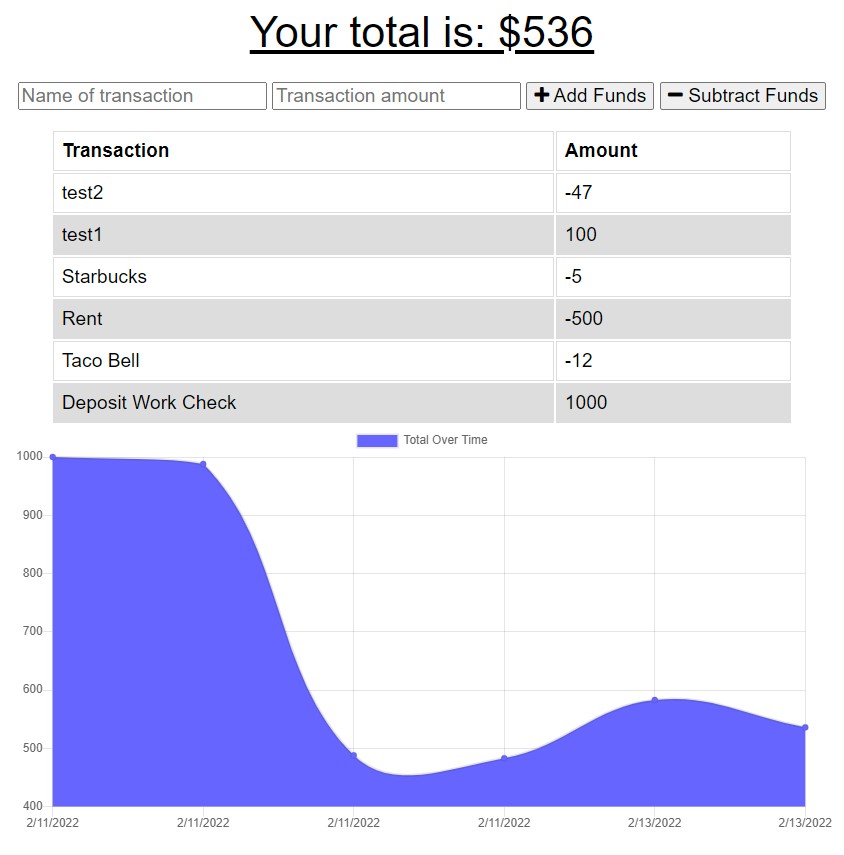 Your total is: $536
Name of transaction Transaction amount + Add Funds − Subtract Funds
Transaction Amount
test2 -47
test1 100
Starbucks -5
Rent -500
Taco Bell -12
Deposit Work Check 1000
Total Over Time
1000
900
800
700
600
500
400
2/11/2022 2/11/2022 2/11/2022 2/11/2022 2/13/2022 2/13/2022